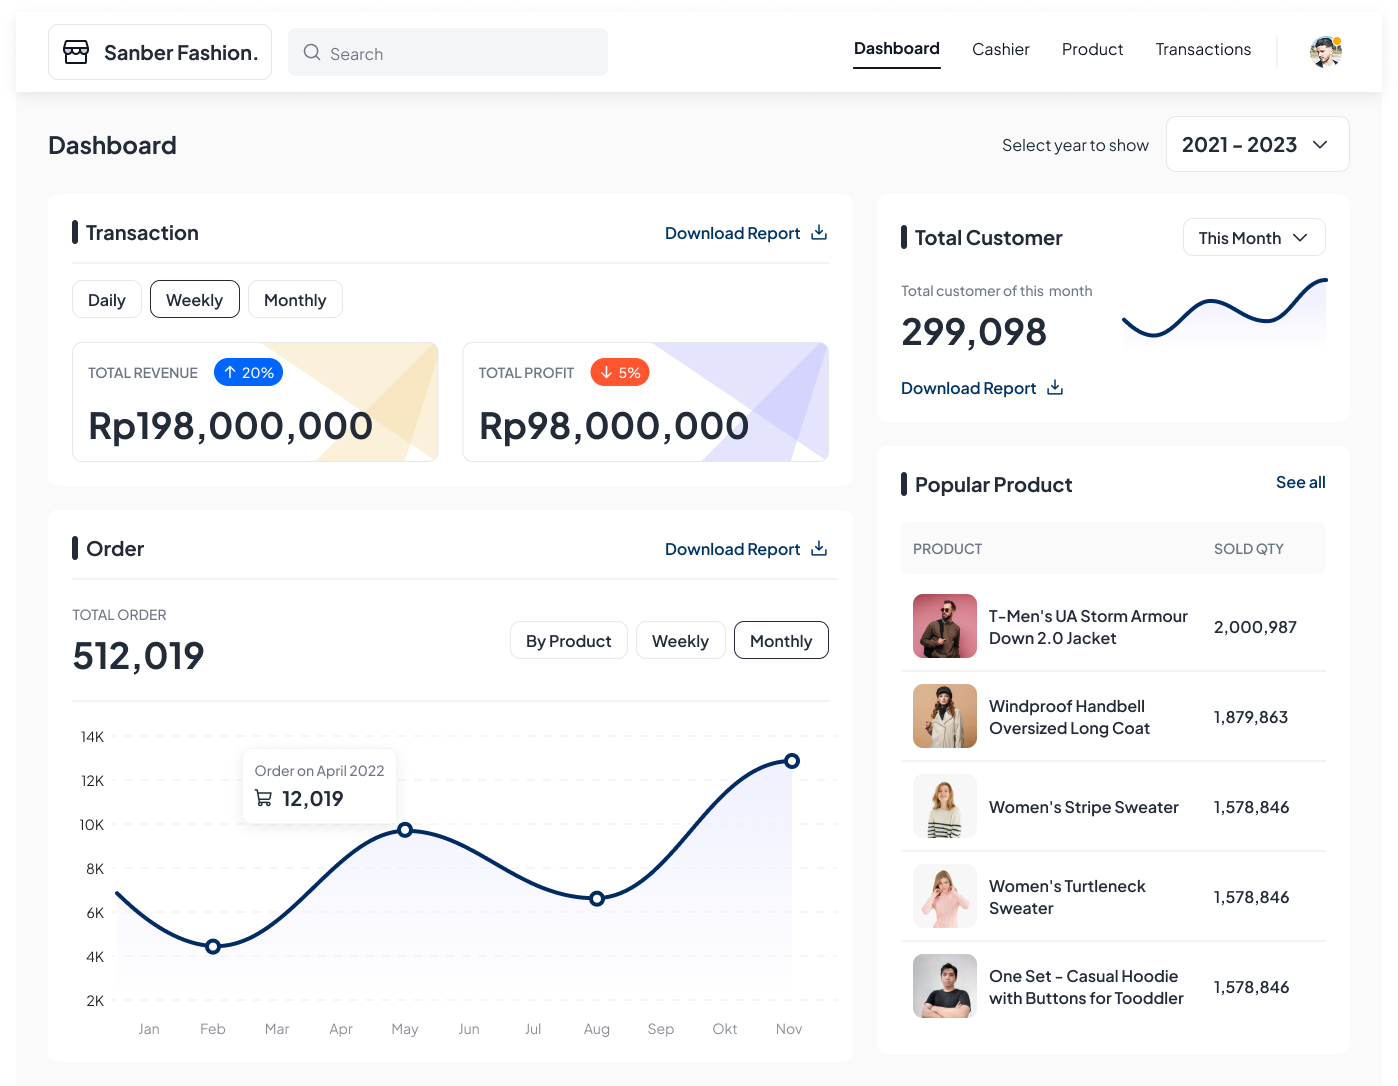 Sanber Fashion.
Search
Dashboard
Cashier
Product
Transactions
Dashboard
Select year to show
2021 - 2023
Transaction
Download Report
Daily
Weekly
Monthly
TOTAL REVENUE
20%
Rp198,000,000
TOTAL PROFIT
5%
Rp98,000,000
Order
Download Report
TOTAL ORDER
512,019
By Product
Weekly
Monthly
14K
12K
10K
8K
6K
4K
2K
Order on April 2022
12,019
Jan
Feb
Mar
Apr
May
Jun
Jul
Aug
Sep
Okt
Nov
Total Customer
This Month
Total customer of this month
299,098
Download Report
Popular Product
See all
PRODUCT
SOLD QTY
T-Men's UA Storm Armour
Down 2.0 Jacket
2,000,987
Windproof Handbell
Oversized Long Coat
1,879,863
Women's Stripe Sweater
1,578,846
Women's Turtleneck
Sweater
1,578,846
One Set - Casual Hoodie
with Buttons for Tooddler
1,578,846